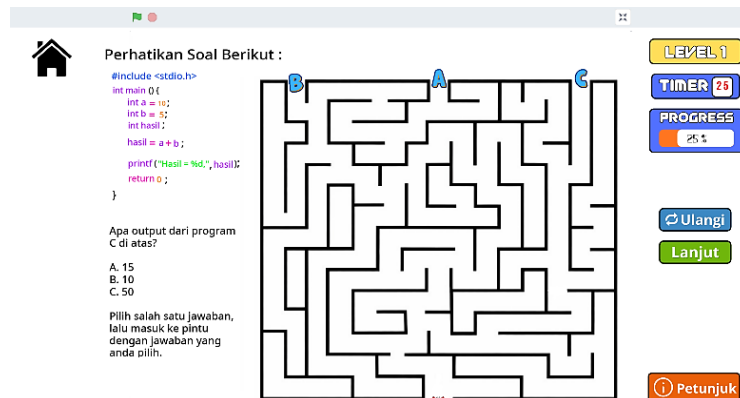 Perhatikan Soal Berikut :
#include <stdio.h>
int main () {
int a = 10;
int b = 5;
int hasil ;
hasil = a + b ;
printf ("Hasil = %d.", hasil);
return 0 ;
}
Apa output dari program
C di atas?
A. 15
B. 10
C. 50
Pilih salah satu jawaban,
lalu masuk ke pintu
dengan jawaban yang
anda pilih.
B
A
C
LEVEL 1
TIMER 25
PROGRESS
25 %
Ulangi
Lanjut
Petunjuk